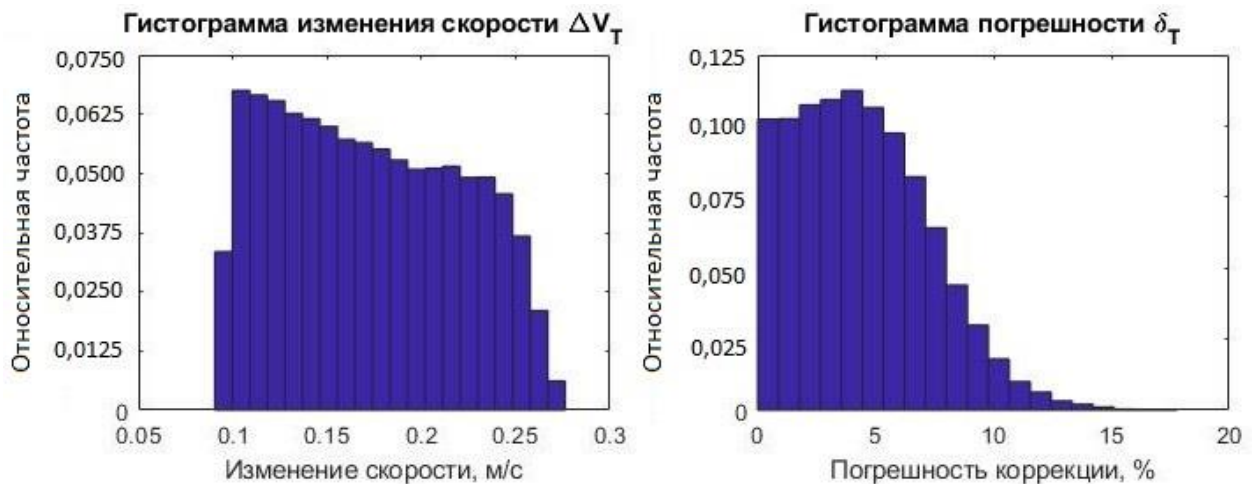 Гистограмма изменения скорости ΔV_T
0,0750
0,0625
0,0500
0,0375
0,0250
0,0125
0
Относительная частота
0.05 0.1 0.15 0.2 0.25 0.3
Изменение скорости, м/с
Гистограмма погрешности δ_T
0,125
0,100
0,075
0,050
0,025
0
Относительная частота
0 5 10 15 20
Погрешность коррекции, %